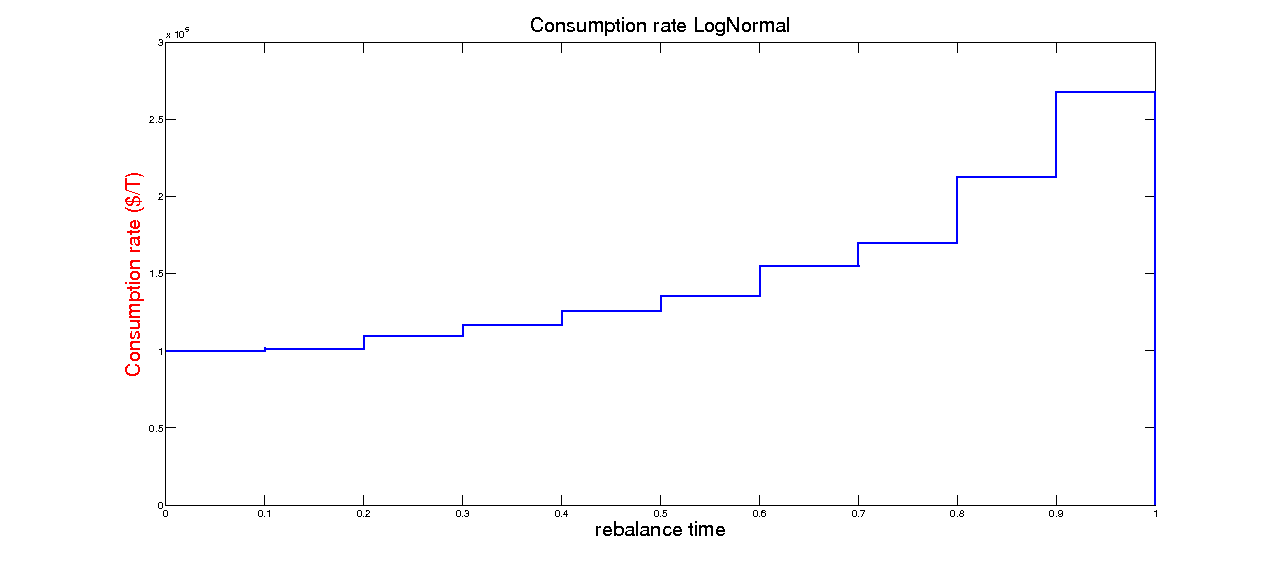 Consumption rate LogNormal
x 10^5
3
2.5
2
1.5
1
0.5
0
Consumption rate ($/T)
0 0.1 0.2 0.3 0.4 0.5 0.6 0.7 0.8 0.9 1
rebalance time